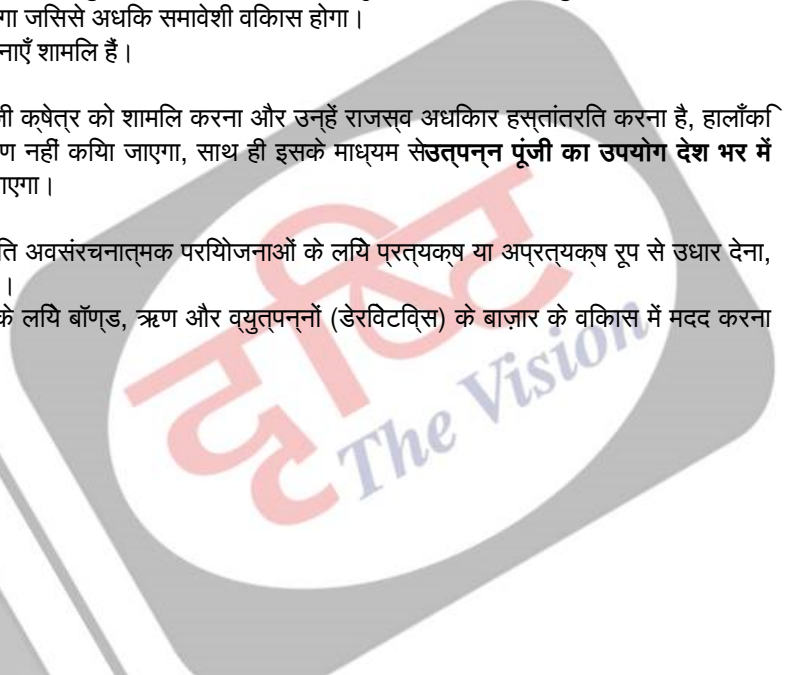 गा जिससे अधिक समावेशी विकास होगा।
नाएँ शामिल हैं।
जी क्षेत्र को शामिल करना और उन्हें राजस्व अधिकार हस्तांतरित करना है, हालाँकि
ण नहीं किया जाएगा, साथ ही इसके माध्यम से उत्पन्न पूंजी का उपयोग देश भर में
ाएगा।
ति अवसंरचनात्मक परियोजनाओं के लिये प्रत्यक्ष या अप्रत्यक्ष रूप से उधार देना,
।
के लिये बॉण्ड, ऋण और व्युत्पन्नों (डेरिवेटिव्स) के बाज़ार के विकास में मदद करना
दृष्टि
The Vision